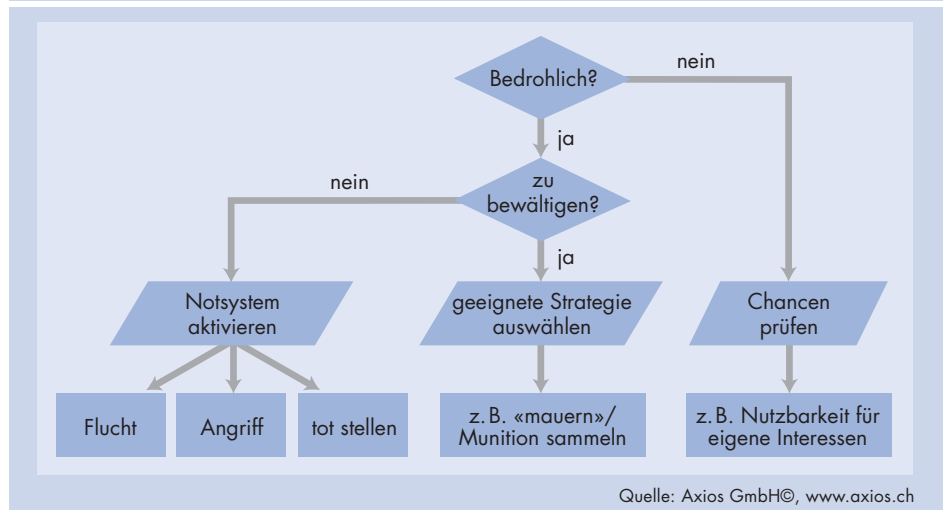 Bedrohlich?
nein
ja
nein
zu
bewältigen?
ja
Notsystem
aktivieren
geeignete Strategie
auswählen
Chancen
prüfen
Flucht
Angriff
tot stellen
z. B. «mauern»/
Munition sammeln
z. B. Nutzbarkeit für
eigene Interessen
Quelle: Axios GmbH©, www.axios.ch